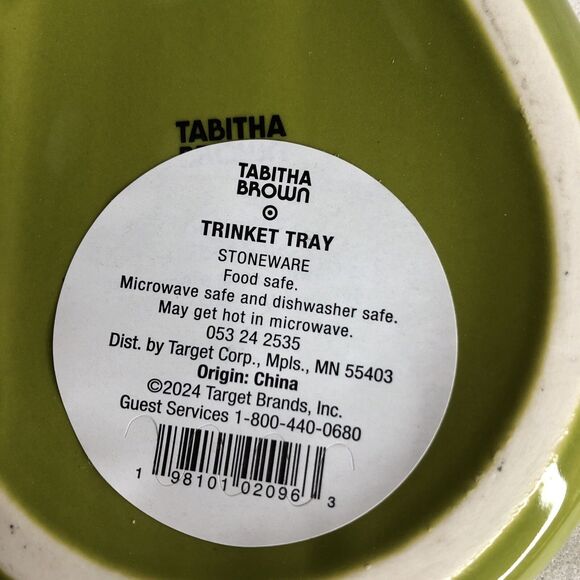 TABITHA
TABITHA
BROWN
TRINKET TRAY
STONEWARE
Food safe.
Microwave safe and dishwasher safe.
May get hot in microwave.
053 24 2535
Dist. by Target Corp., Mpls., MN 55403
Origin: China
©2024 Target Brands, Inc.
Guest Services 1-800-440-0680
1 98101 02096 3